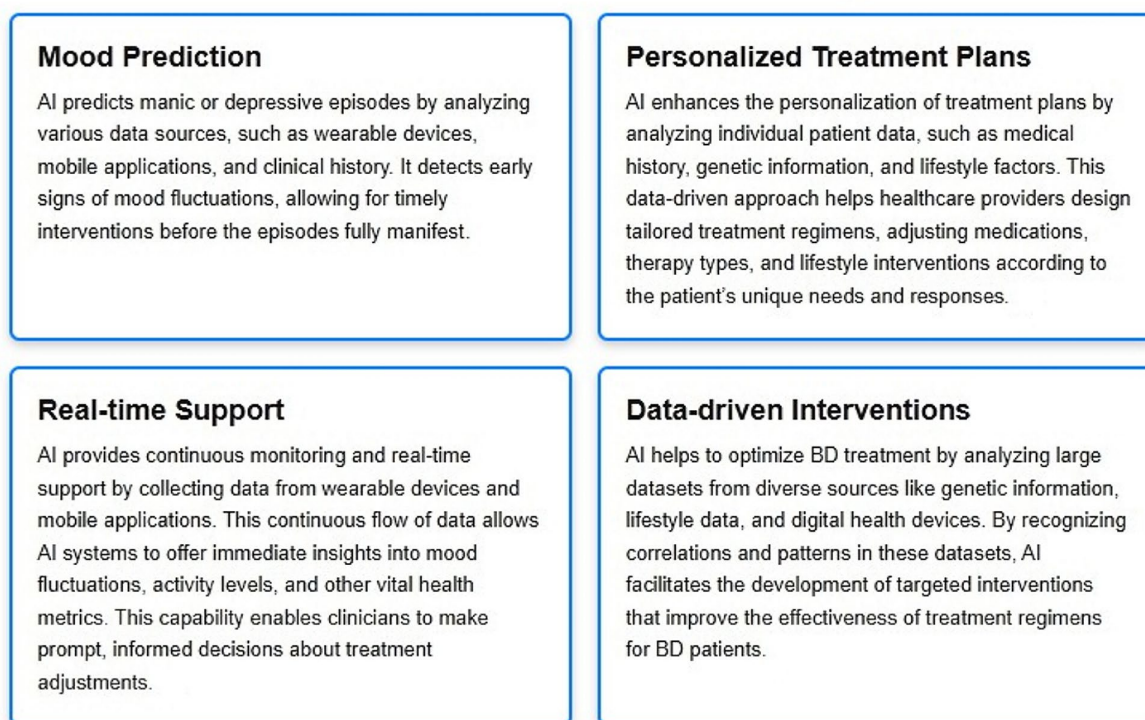 Mood Prediction
AI predicts manic or depressive episodes by analyzing
various data sources, such as wearable devices,
mobile applications, and clinical history. It detects early
signs of mood fluctuations, allowing for timely
interventions before the episodes fully manifest.
Personalized Treatment Plans
AI enhances the personalization of treatment plans by
analyzing individual patient data, such as medical
history, genetic information, and lifestyle factors. This
data-driven approach helps healthcare providers design
tailored treatment regimens, adjusting medications,
therapy types, and lifestyle interventions according to
the patient’s unique needs and responses.
Real-time Support
AI provides continuous monitoring and real-time
support by collecting data from wearable devices and
mobile applications. This continuous flow of data allows
AI systems to offer immediate insights into mood
fluctuations, activity levels, and other vital health
metrics. This capability enables clinicians to make
prompt, informed decisions about treatment
adjustments.
Data-driven Interventions
AI helps to optimize BD treatment by analyzing large
datasets from diverse sources like genetic information,
lifestyle data, and digital health devices. By recognizing
correlations and patterns in these datasets, AI
facilitates the development of targeted interventions
that improve the effectiveness of treatment regimens
for BD patients.